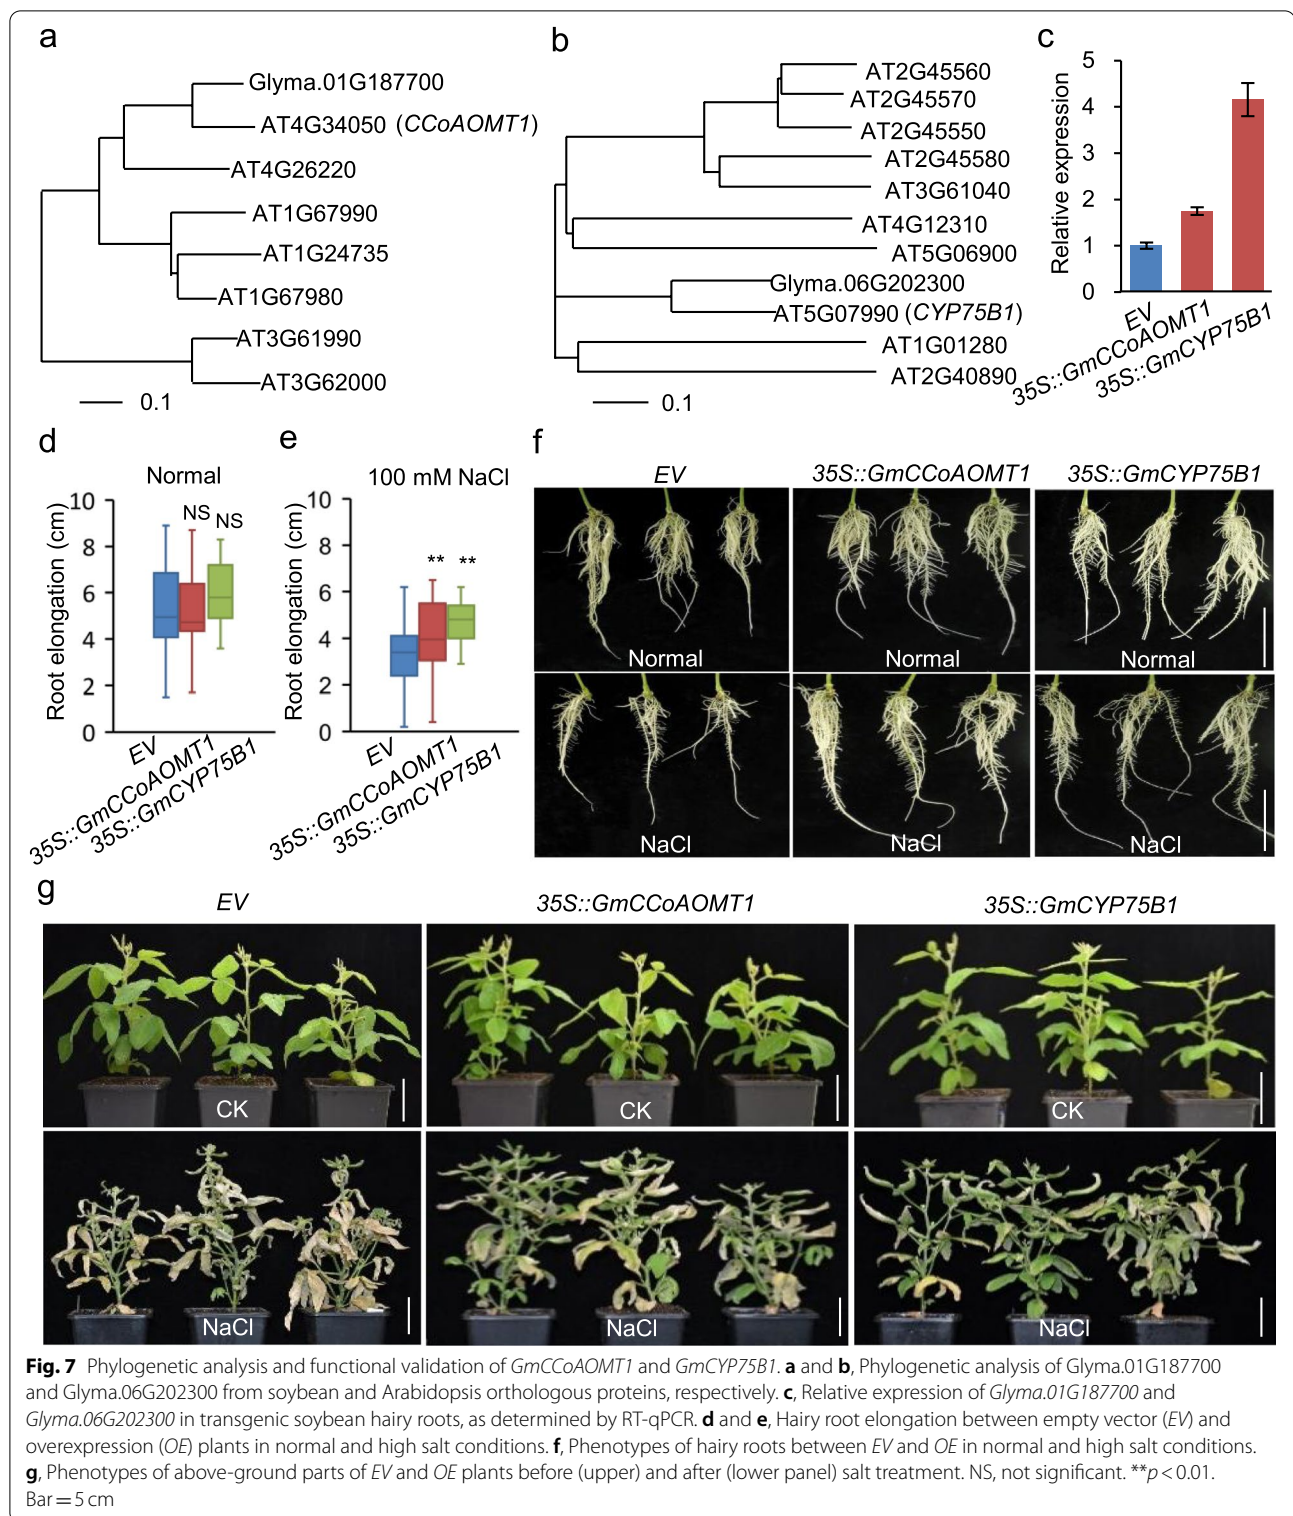 a
Glyma.01G187700
AT4G34050 (CCoAOMT1)
AT4G26220
AT1G67990
AT1G24735
AT1G67980
AT3G61990
AT3G62000
0.1
b
AT2G45560
AT2G45570
AT2G45550
AT2G45580
AT3G61040
AT4G12310
AT5G06900
Glyma.06G202300
AT5G07990 (CYP75B1)
AT1G01280
AT2G40890
0.1
c
Relative expression
5
4
3
2
1
0
EV
35S::GmCCoAOMT1
35S::GmCYP75B1
d
Normal
Root elongation (cm)
10
8
6
4
2
0
NS
NS
EV
35S::GmCCoAOMT1
35S::GmCYP75B1
e
100 mM NaCl
Root elongation (cm)
10
8
6
4
2
0
**
**
EV
35S::GmCCoAOMT1
35S::GmCYP75B1
f
EV 35S::GmCCoAOMT1 35S::GmCYP75B1
Normal Normal Normal
NaCl NaCl NaCl
g
EV 35S::GmCCoAOMT1 35S::GmCYP75B1
CK CK CK
NaCl NaCl NaCl
Fig. 7 Phylogenetic analysis and functional validation of GmCCoAOMT1 and GmCYP75B1. a and b, Phylogenetic analysis of Glyma.01G187700
and Glyma.06G202300 from soybean and Arabidopsis orthologous proteins, respectively. c, Relative expression of Glyma.01G187700 and
Glyma.06G202300 in transgenic soybean hairy roots, as determined by RT-qPCR. d and e, Hairy root elongation between empty vector (EV) and
overexpression (OE) plants in normal and high salt conditions. f, Phenotypes of hairy roots between EV and OE in normal and high salt conditions.
g, Phenotypes of above-ground parts of EV and OE plants before (upper) and after (lower panel) salt treatment. NS, not significant. **p < 0.01.
Bar = 5 cm